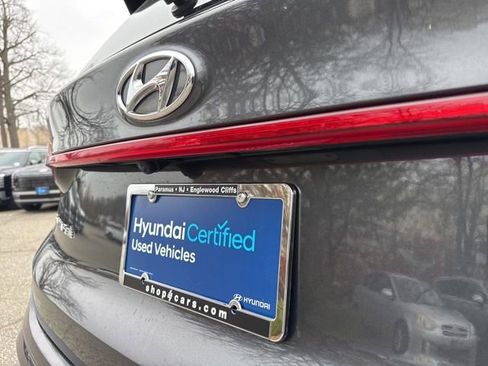 Paramus • NJ • Englewood Cliffs
Hyundai Certified
Used Vehicles
HYUNDAI
shop4cars.com